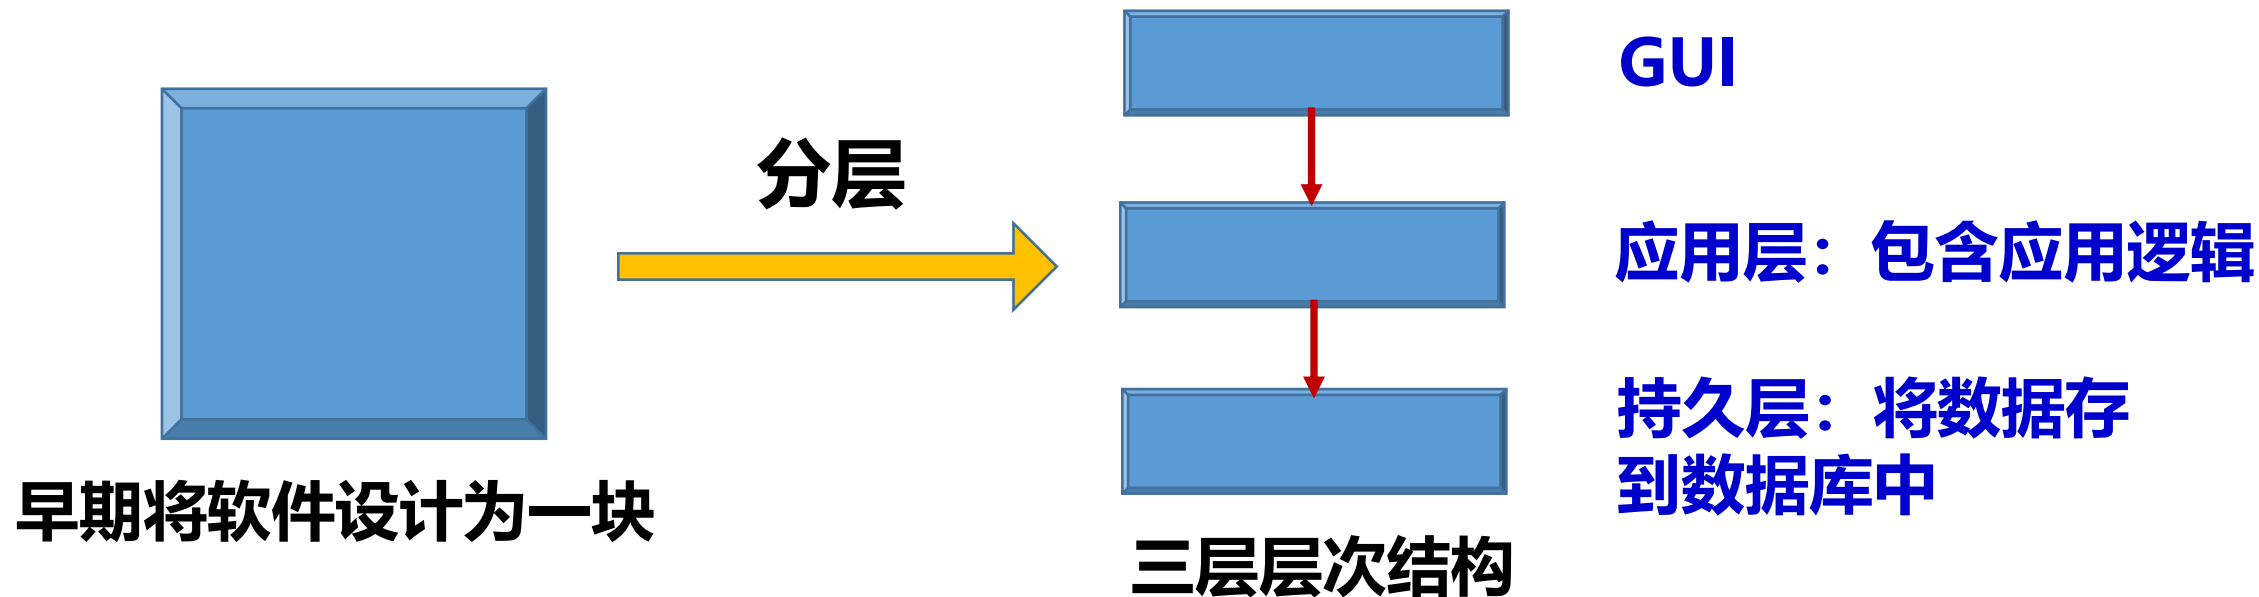 GUI
分层
应用层：包含应用逻辑
持久层：将数据存
到数据库中
早期将软件设计为一块
三层层次结构